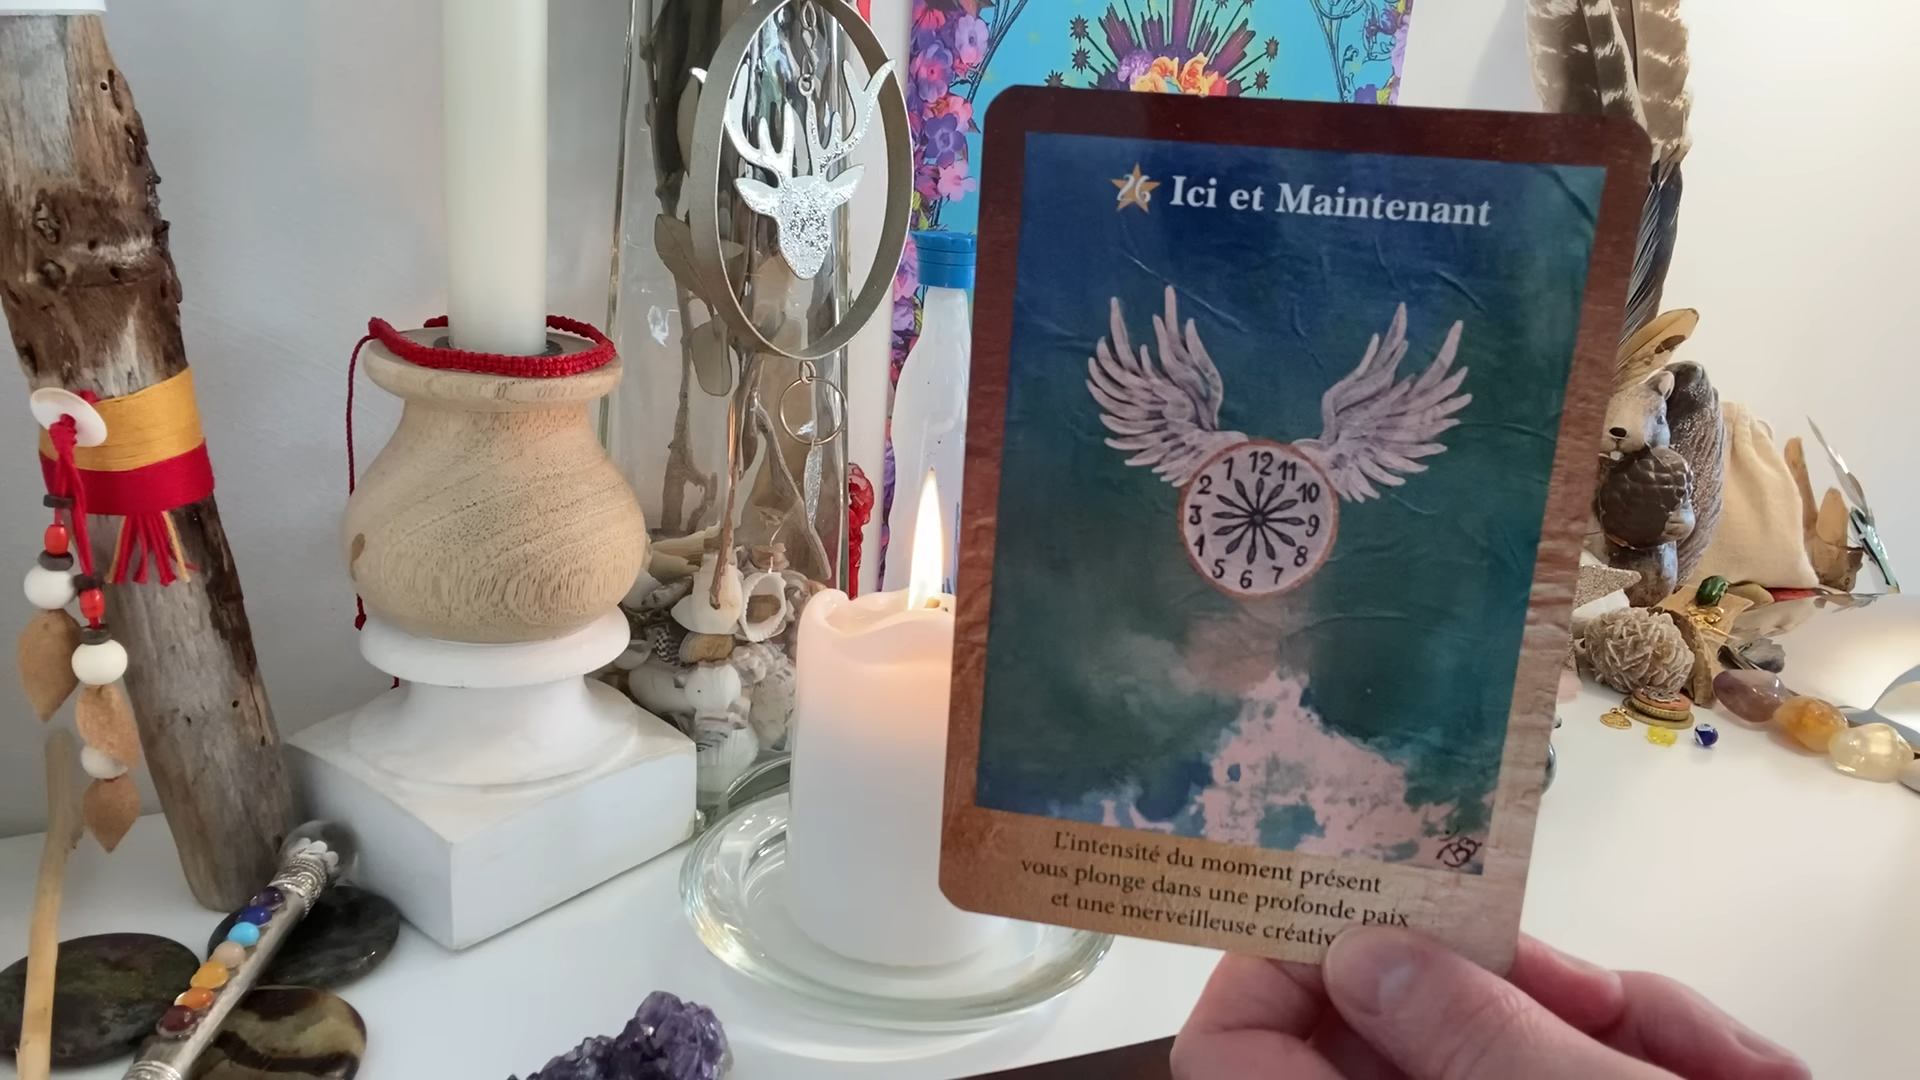 26 Ici et Maintenant
12
1 11
2 10
3 9
4 8
5 6 7
L'intensité du moment présent
vous plonge dans une profonde paix
et une merveilleuse